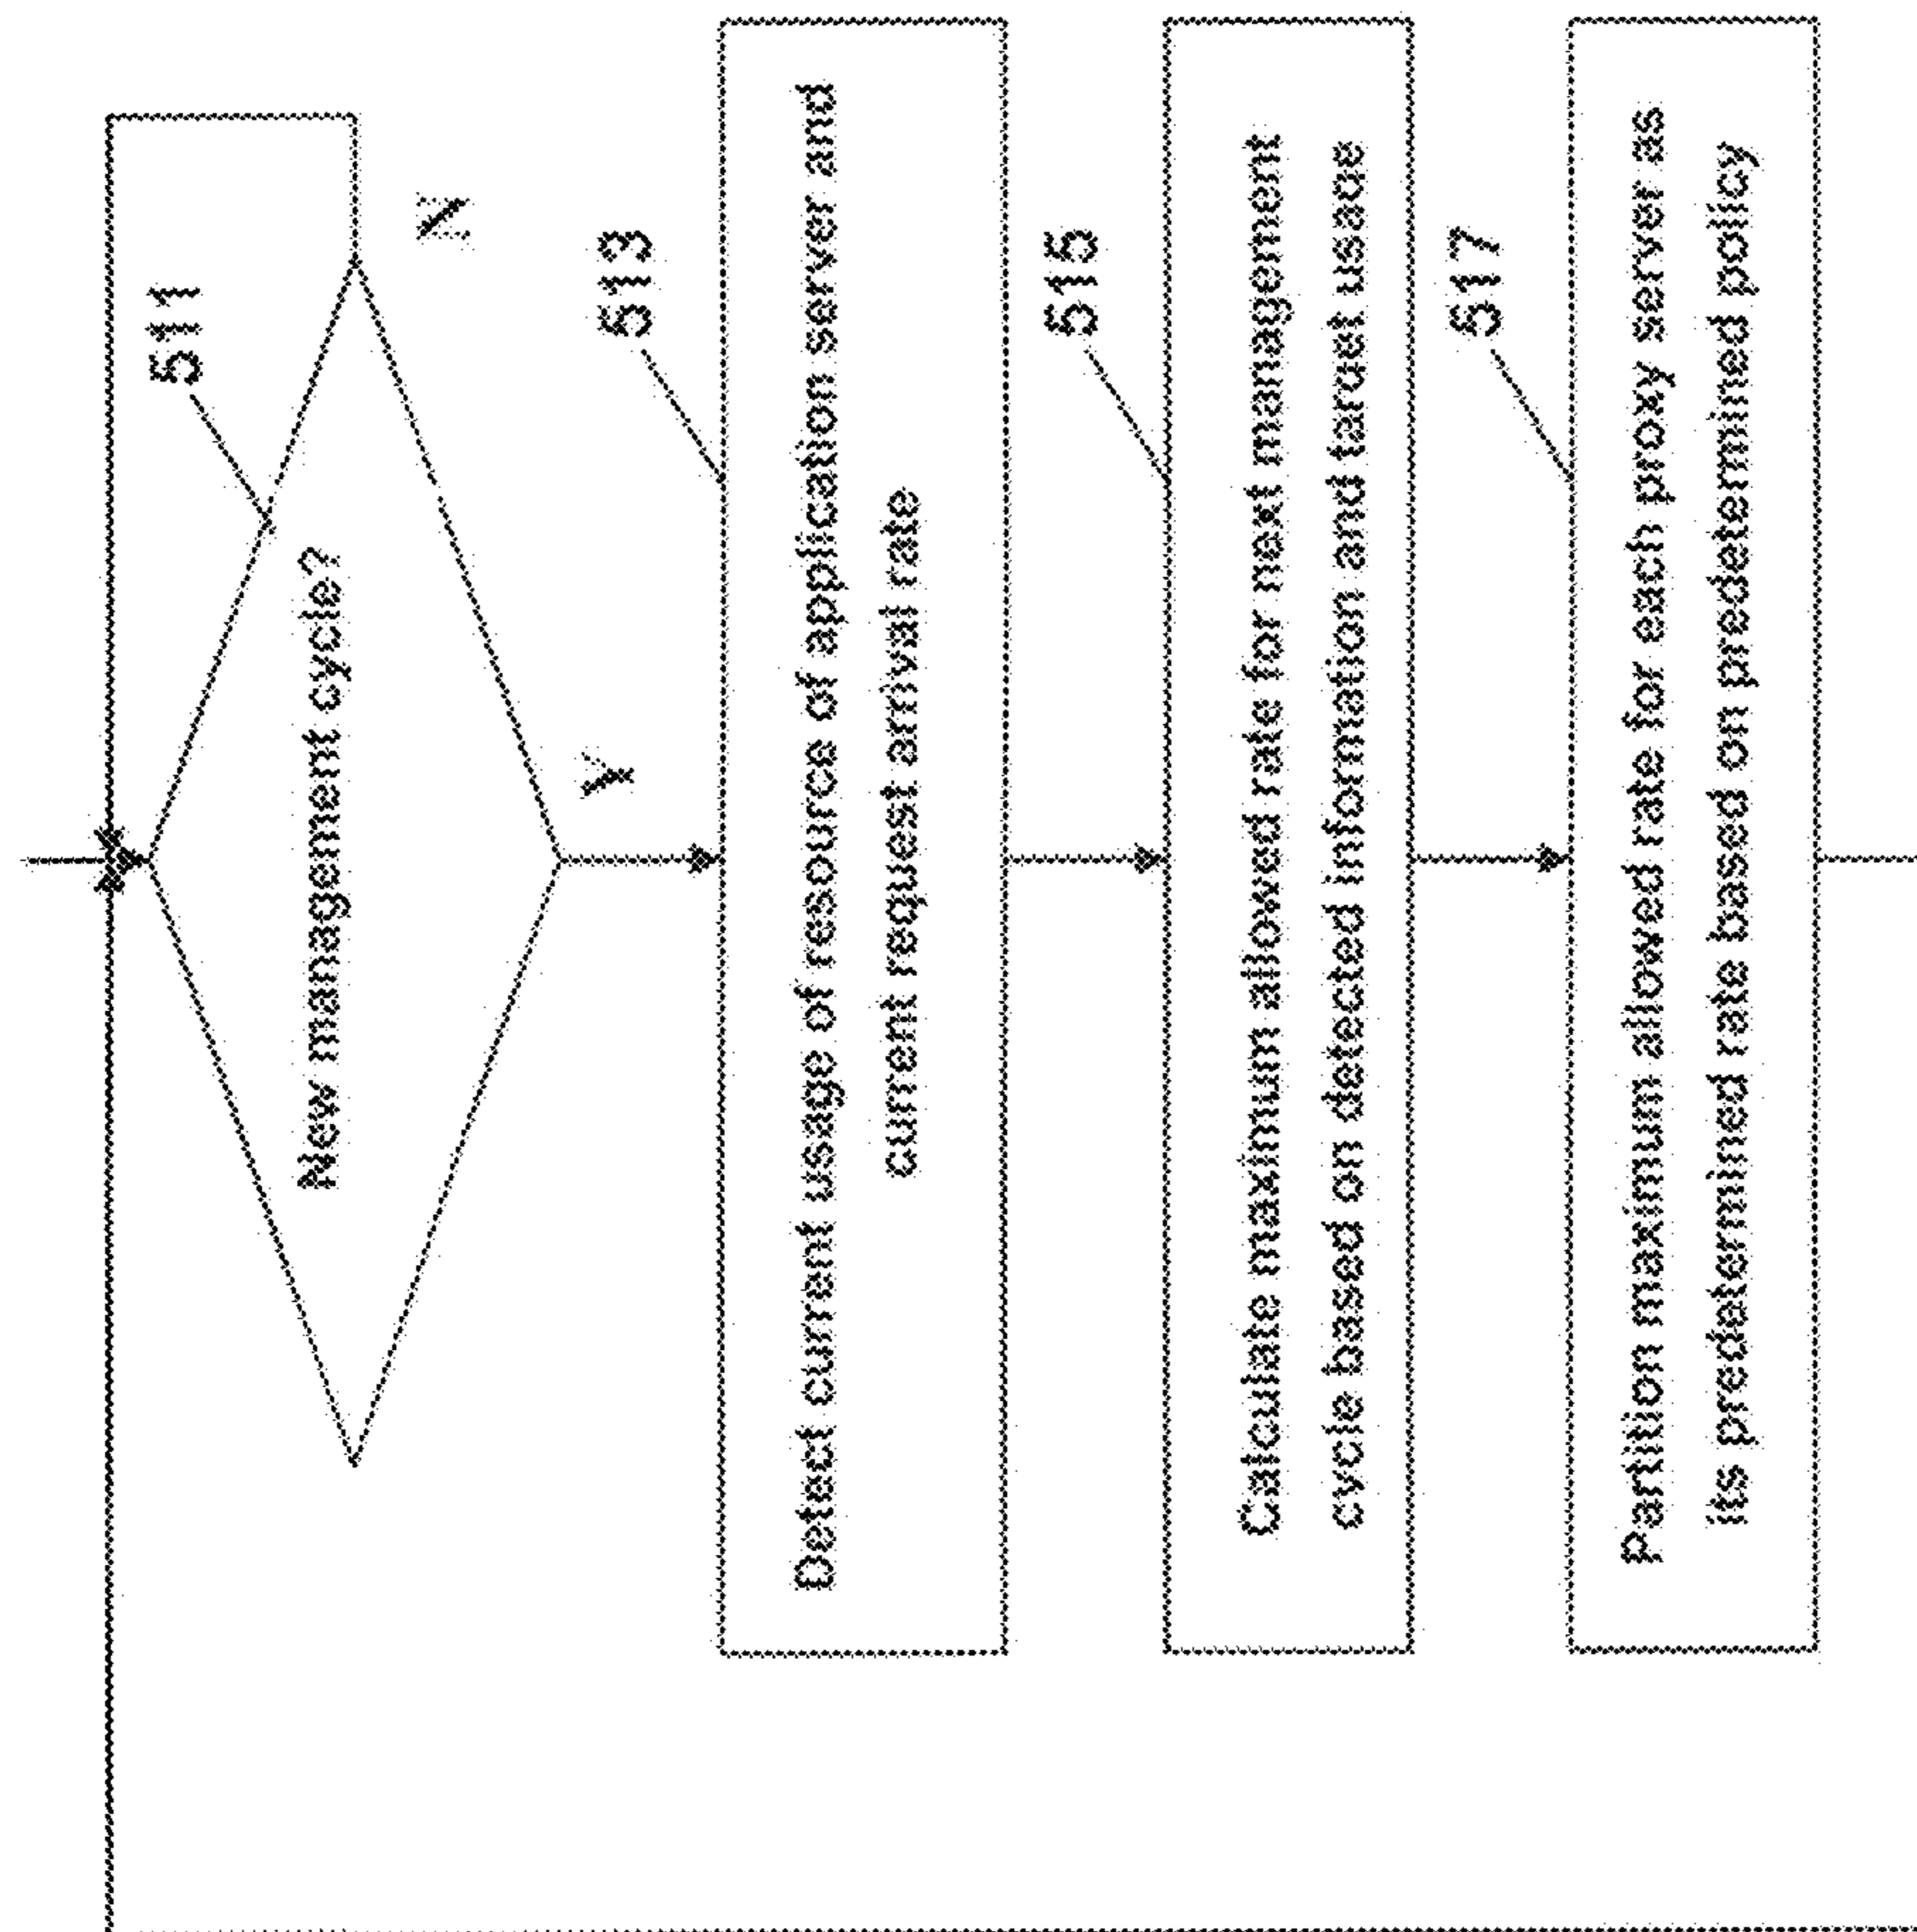 511
New management cycle?
N
Y
513
Detect current usage of resource of application server and
current request arrival rate
515
Calculate maximum allowed rate for next management
cycle based on detected information and target usage
517
Partition maximum allowed rate for each proxy server as
its predetermined rate based on predetermined policy